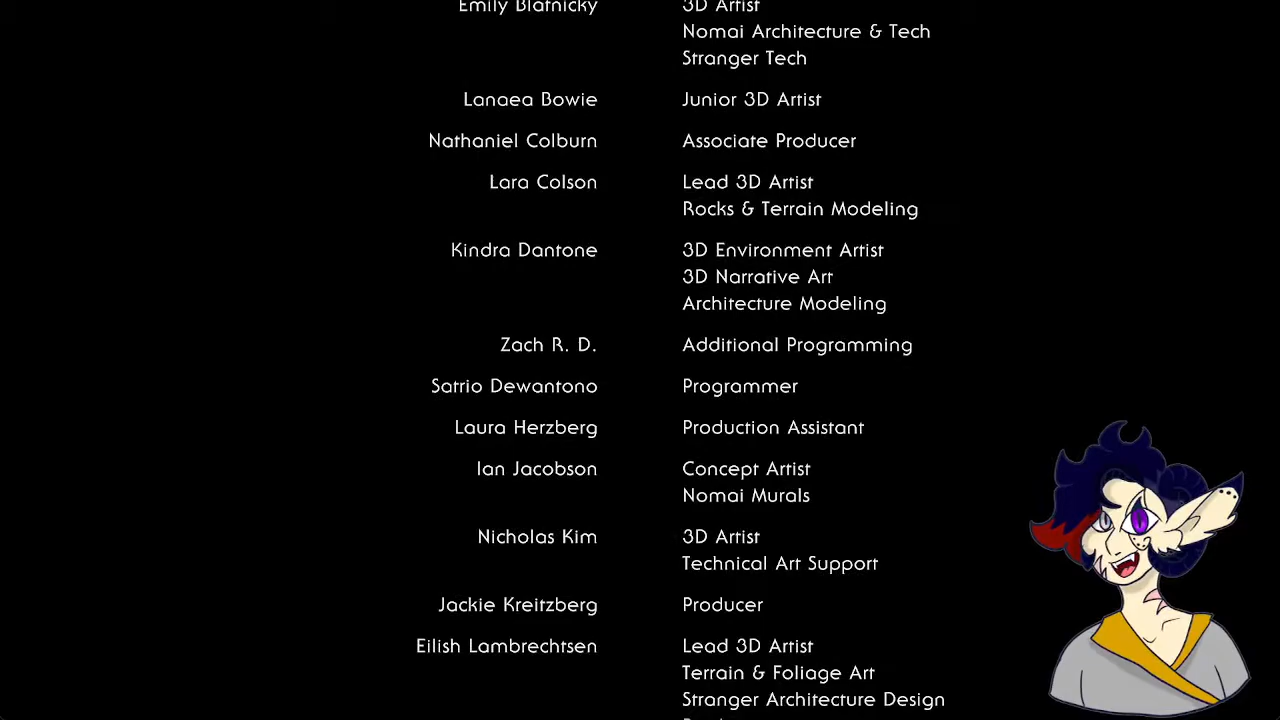 Emily Blatnicky 3D Artist
Nomai Architecture & Tech
Stranger Tech
Lanaea Bowie Junior 3D Artist
Nathaniel Colburn Associate Producer
Lara Colson Lead 3D Artist
Rocks & Terrain Modeling
Kindra Dantone 3D Environment Artist
3D Narrative Art
Architecture Modeling
Zach R. D. Additional Programming
Satrio Dewantono Programmer
Laura Herzberg Production Assistant
Ian Jacobson Concept Artist
Nomai Murals
Nicholas Kim 3D Artist
Technical Art Support
Jackie Kreitzberg Producer
Eilish Lambrechtsen Lead 3D Artist
Terrain & Foliage Art
Stranger Architecture Design